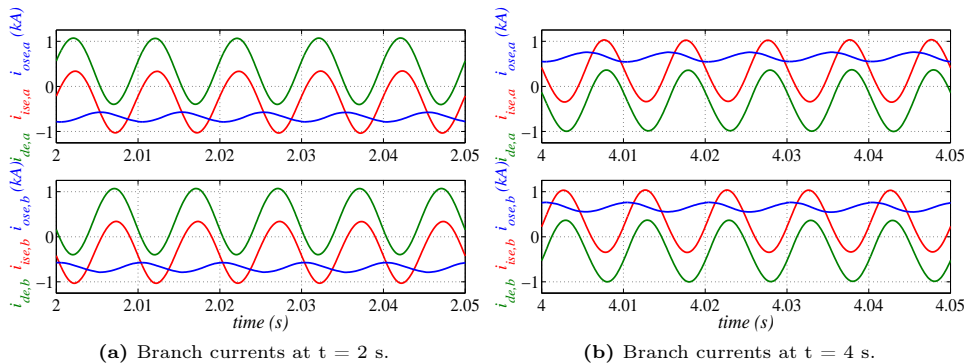 i_de,a i_ise,a i_ose,a (kA)
1
0
−1
2 2.01 2.02 2.03 2.04 2.05
i_de,b i_ise,b i_ose,b (kA)
1
0
−1
2 2.01 2.02 2.03 2.04 2.05
time (s)
(a) Branch currents at t = 2 s.
i_de,a i_ise,a i_ose,a (kA)
1
0
−1
4 4.01 4.02 4.03 4.04 4.05
i_de,b i_ise,b i_ose,b (kA)
1
0
−1
4 4.01 4.02 4.03 4.04 4.05
time (s)
(b) Branch currents at t = 4 s.